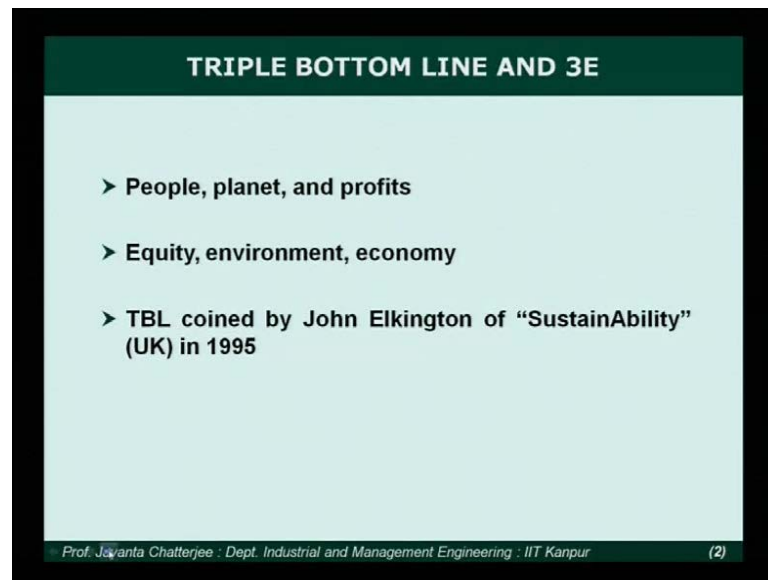 TRIPLE BOTTOM LINE AND 3E
➢ People, planet, and profits
➢ Equity, environment, economy
➢ TBL coined by John Elkington of “SustainAbility”
(UK) in 1995
Prof. Jayanta Chatterjee : Dept. Industrial and Management Engineering : IIT Kanpur (2)